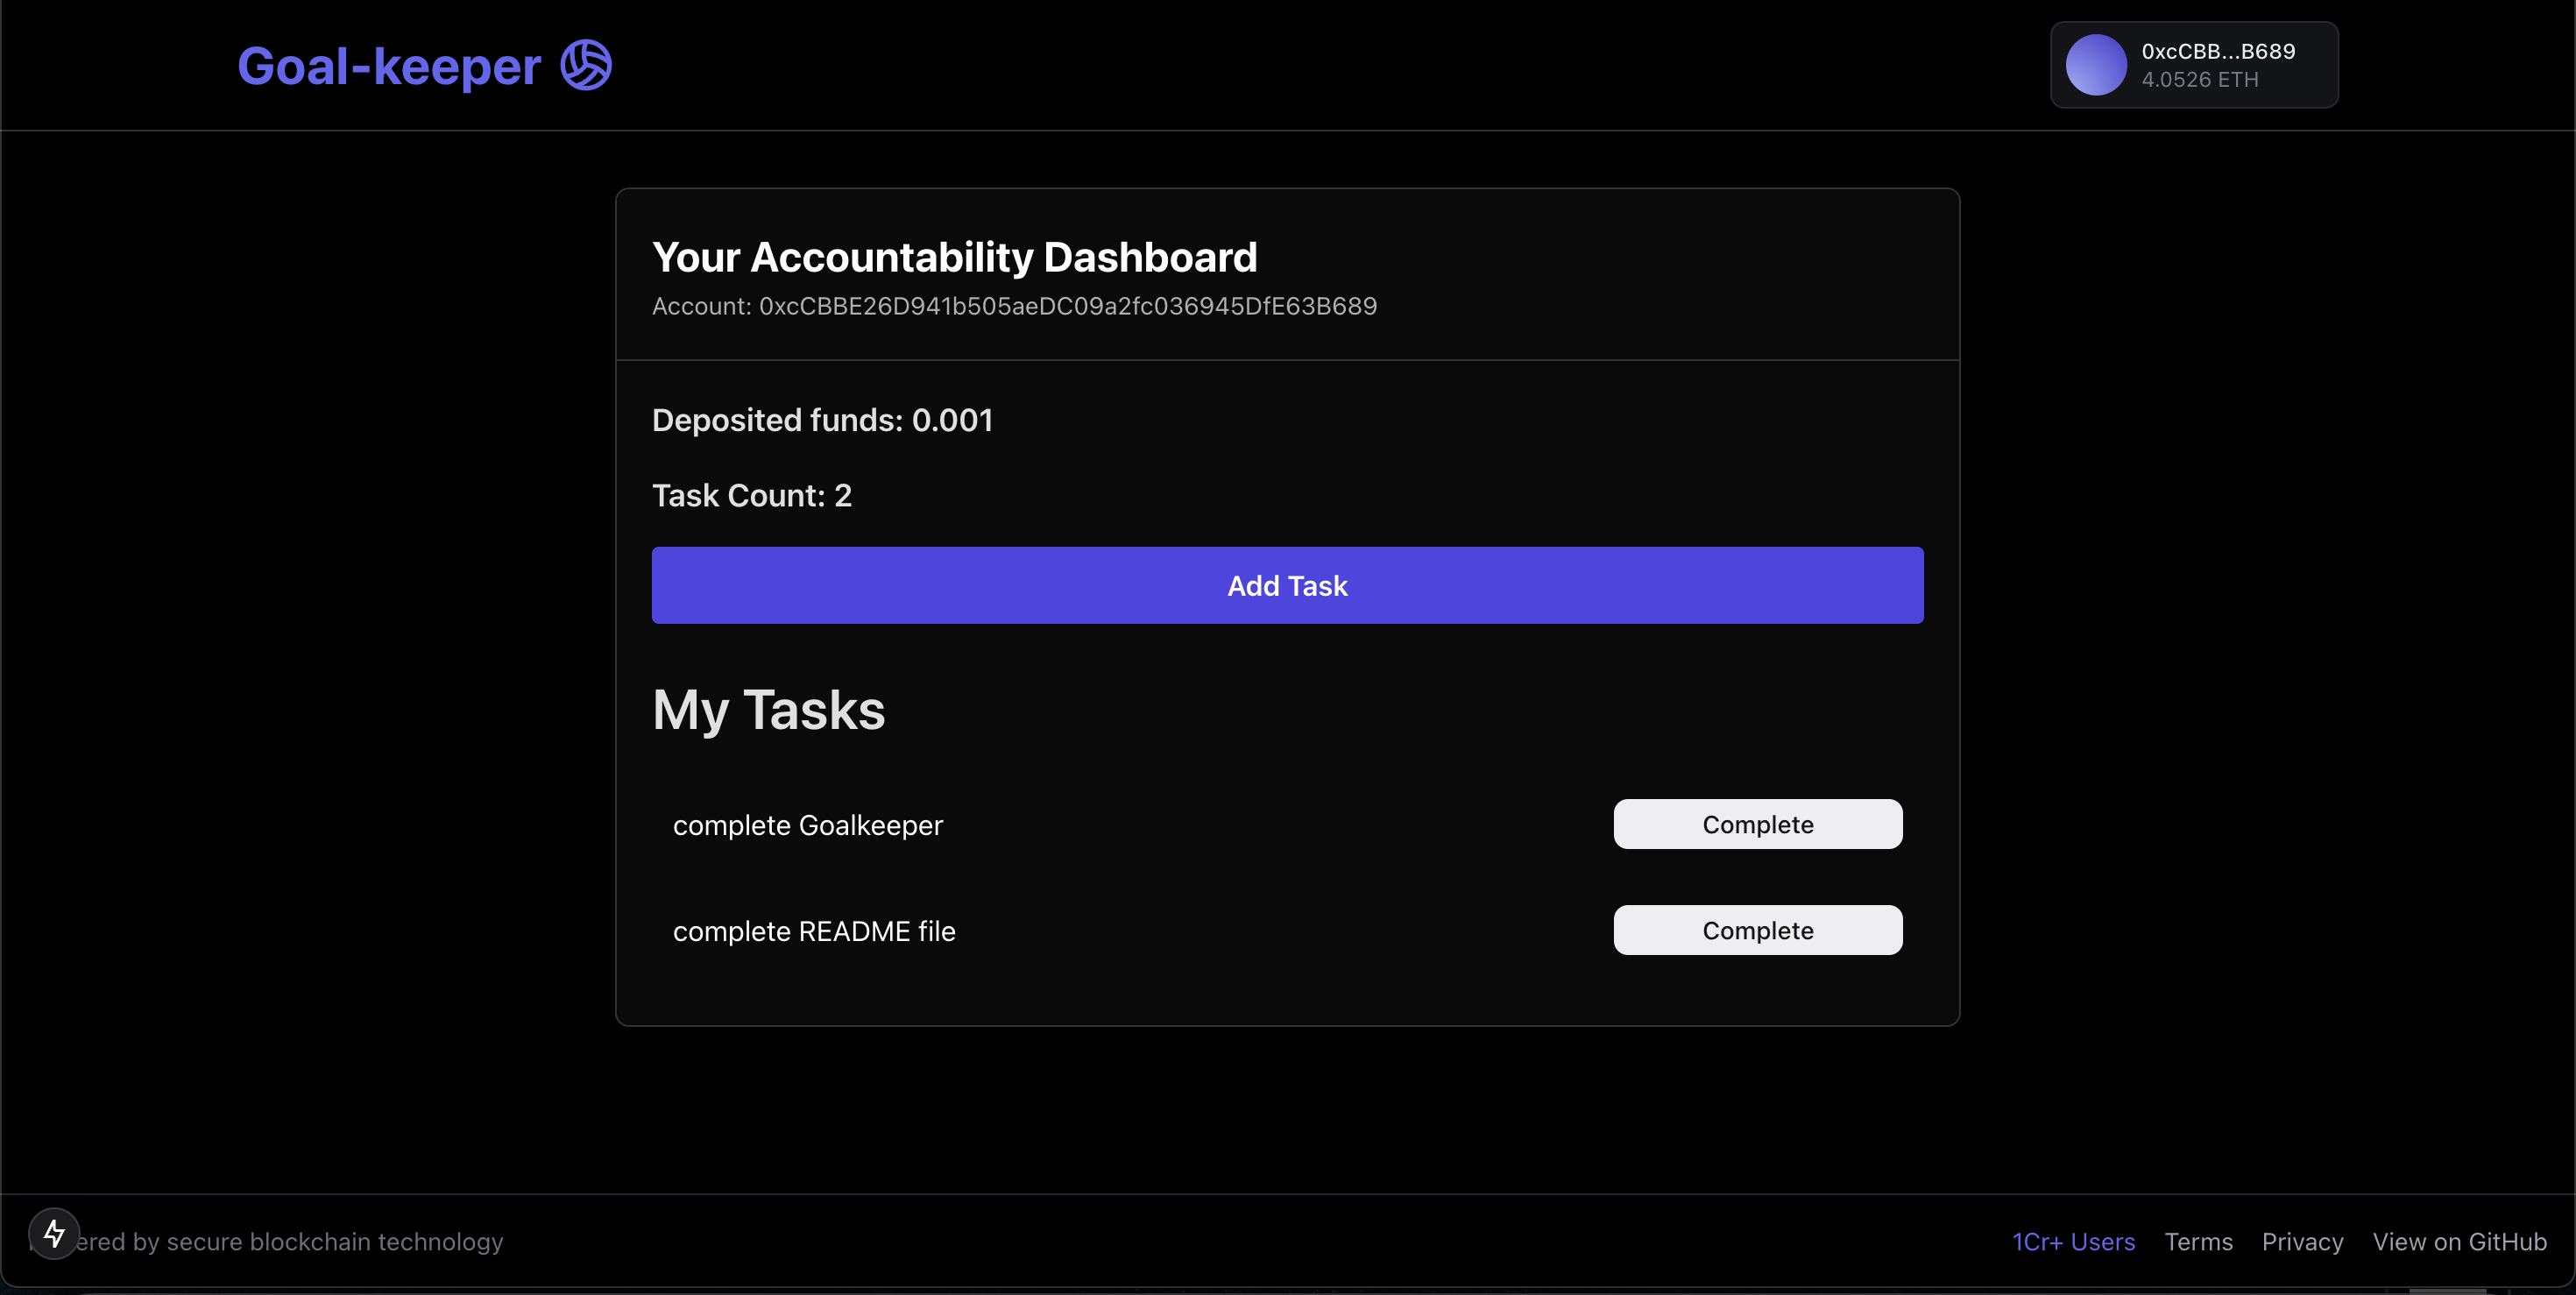 Goal-keeper
0xcCBB...B689
4.0526 ETH
Your Accountability Dashboard
Account: 0xcCBBE26D941b505aeDC09a2fc036945DfE63B689
Deposited funds: 0.001
Task Count: 2
Add Task
My Tasks
complete Goalkeeper
Complete
complete README file
Complete
ered by secure blockchain technology
1Cr+ Users
Terms
Privacy
View on GitHub